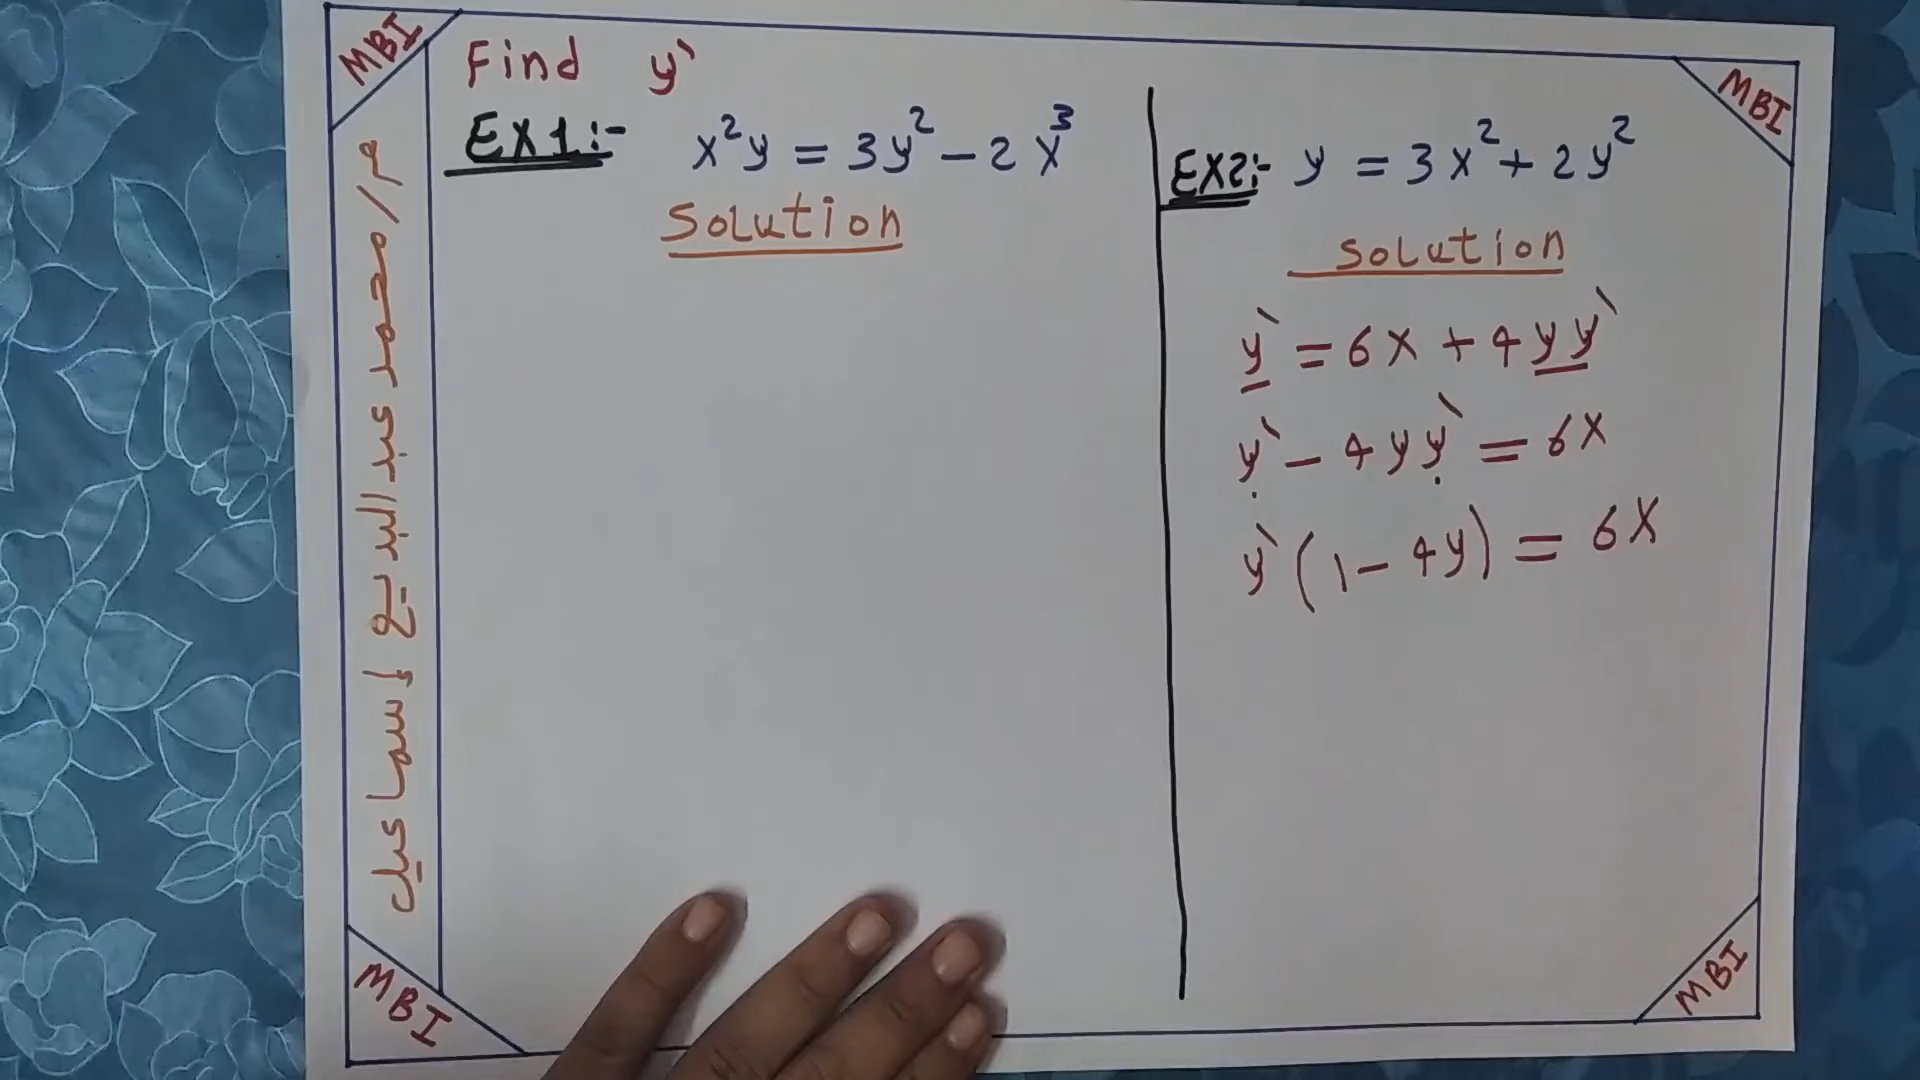 MBI
Find y`
EX1:- x²y = 3y² - 2x³
Solution
EX2:- y = 3x² + 2y²
Solution
y` = 6x + 4yy`
y` - 4yy` = 6x
y`(1 - 4y) = 6x
م/محمد عبد البديع إسماعيل
MBI
MBI
MBI